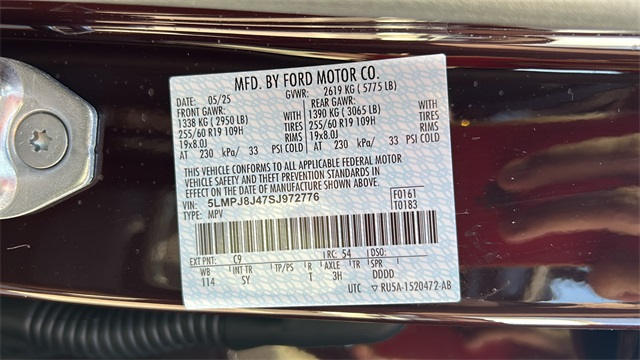 MFD. BY FORD MOTOR CO.
DATE: 05/25 GVWR: 2619 KG ( 5775 LB)
FRONT GAWR: REAR GAWR:
1338 KG ( 2950 LB) WITH 1390 KG ( 3065 LB) WITH
255/60 R19 109H TIRES 255/60 R19 109H TIRES
19x8.0J RIMS 19x8.0J RIMS
AT 230 kPa/ 33 PSI COLD AT 230 kPa/ 33 PSI COLD
THIS VEHICLE CONFORMS TO ALL APPLICABLE FEDERAL MOTOR
VEHICLE SAFETY AND THEFT PREVENTION STANDARDS IN
EFFECT ON THE DATE OF MANUFACTURE SHOWN ABOVE.
VIN: 5LMPJ8J47SJ972776 F0161
TYPE: MPV T0183
EXT PNT: C9 RC: 54 DSO:
WB INT TR TP/PS R AXLE TR SPR
114 SY T 3H DDDD
UTC ▽ RU5A-1520472-AB